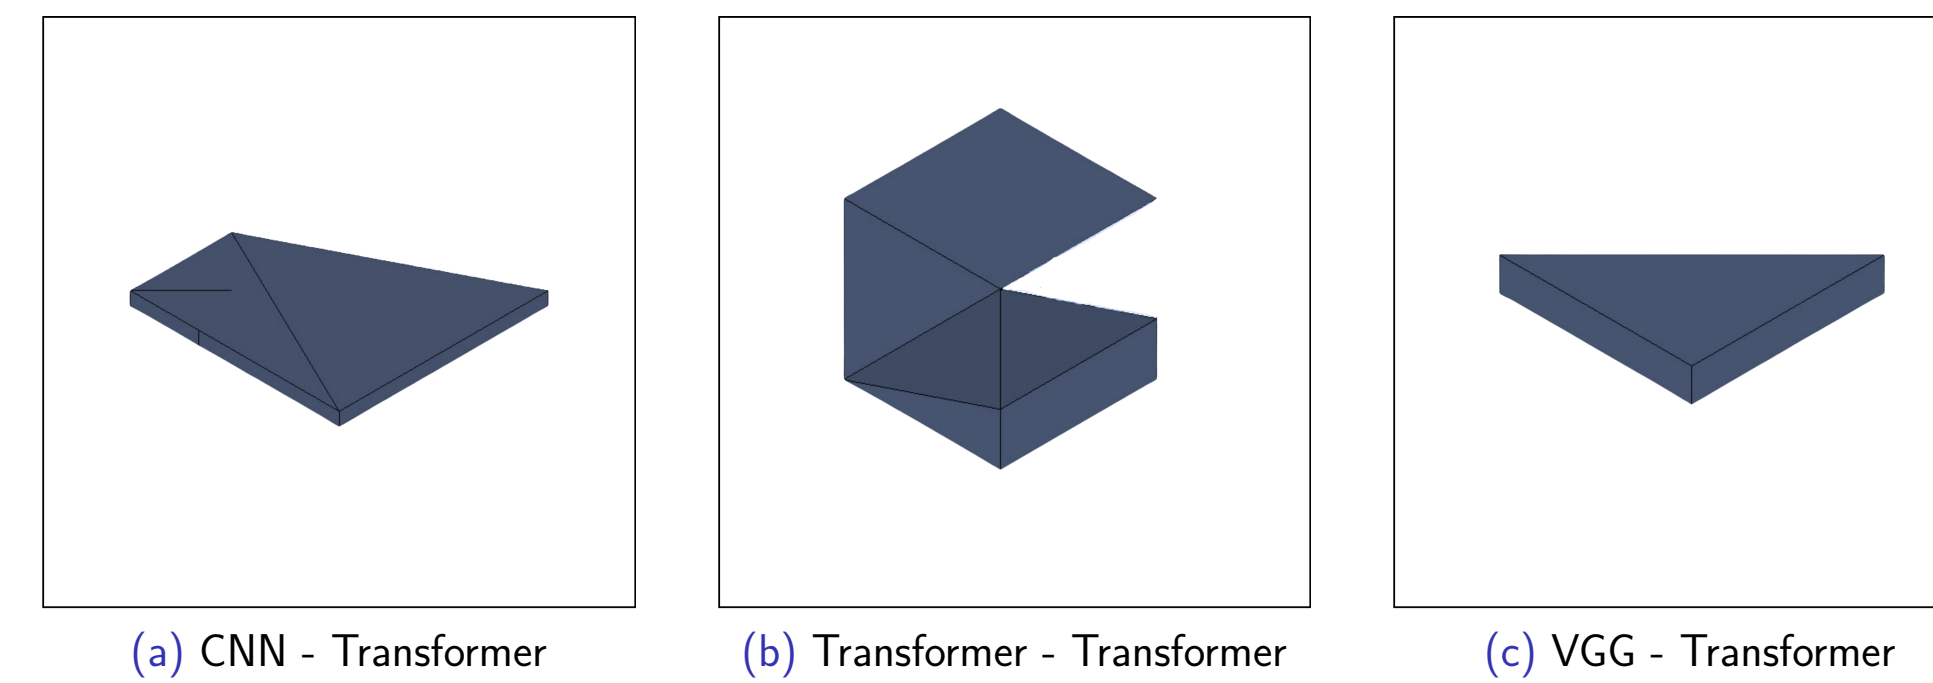 (a) CNN - Transformer
(b) Transformer - Transformer
(c) VGG - Transformer